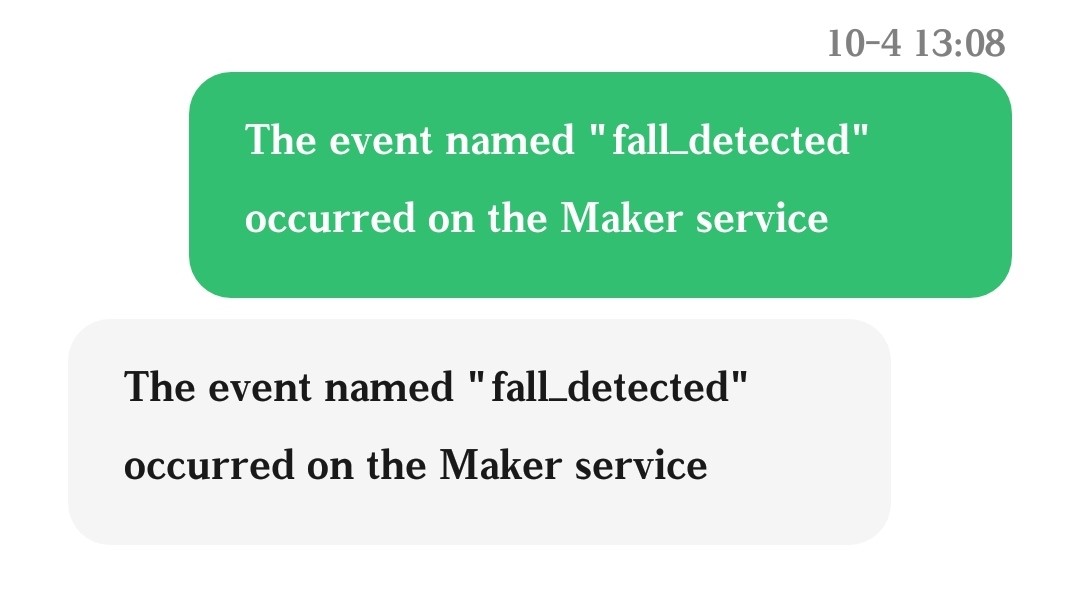 10-4 13:08
The event named "fall_detected"
occurred on the Maker service
The event named "fall_detected"
occurred on the Maker service